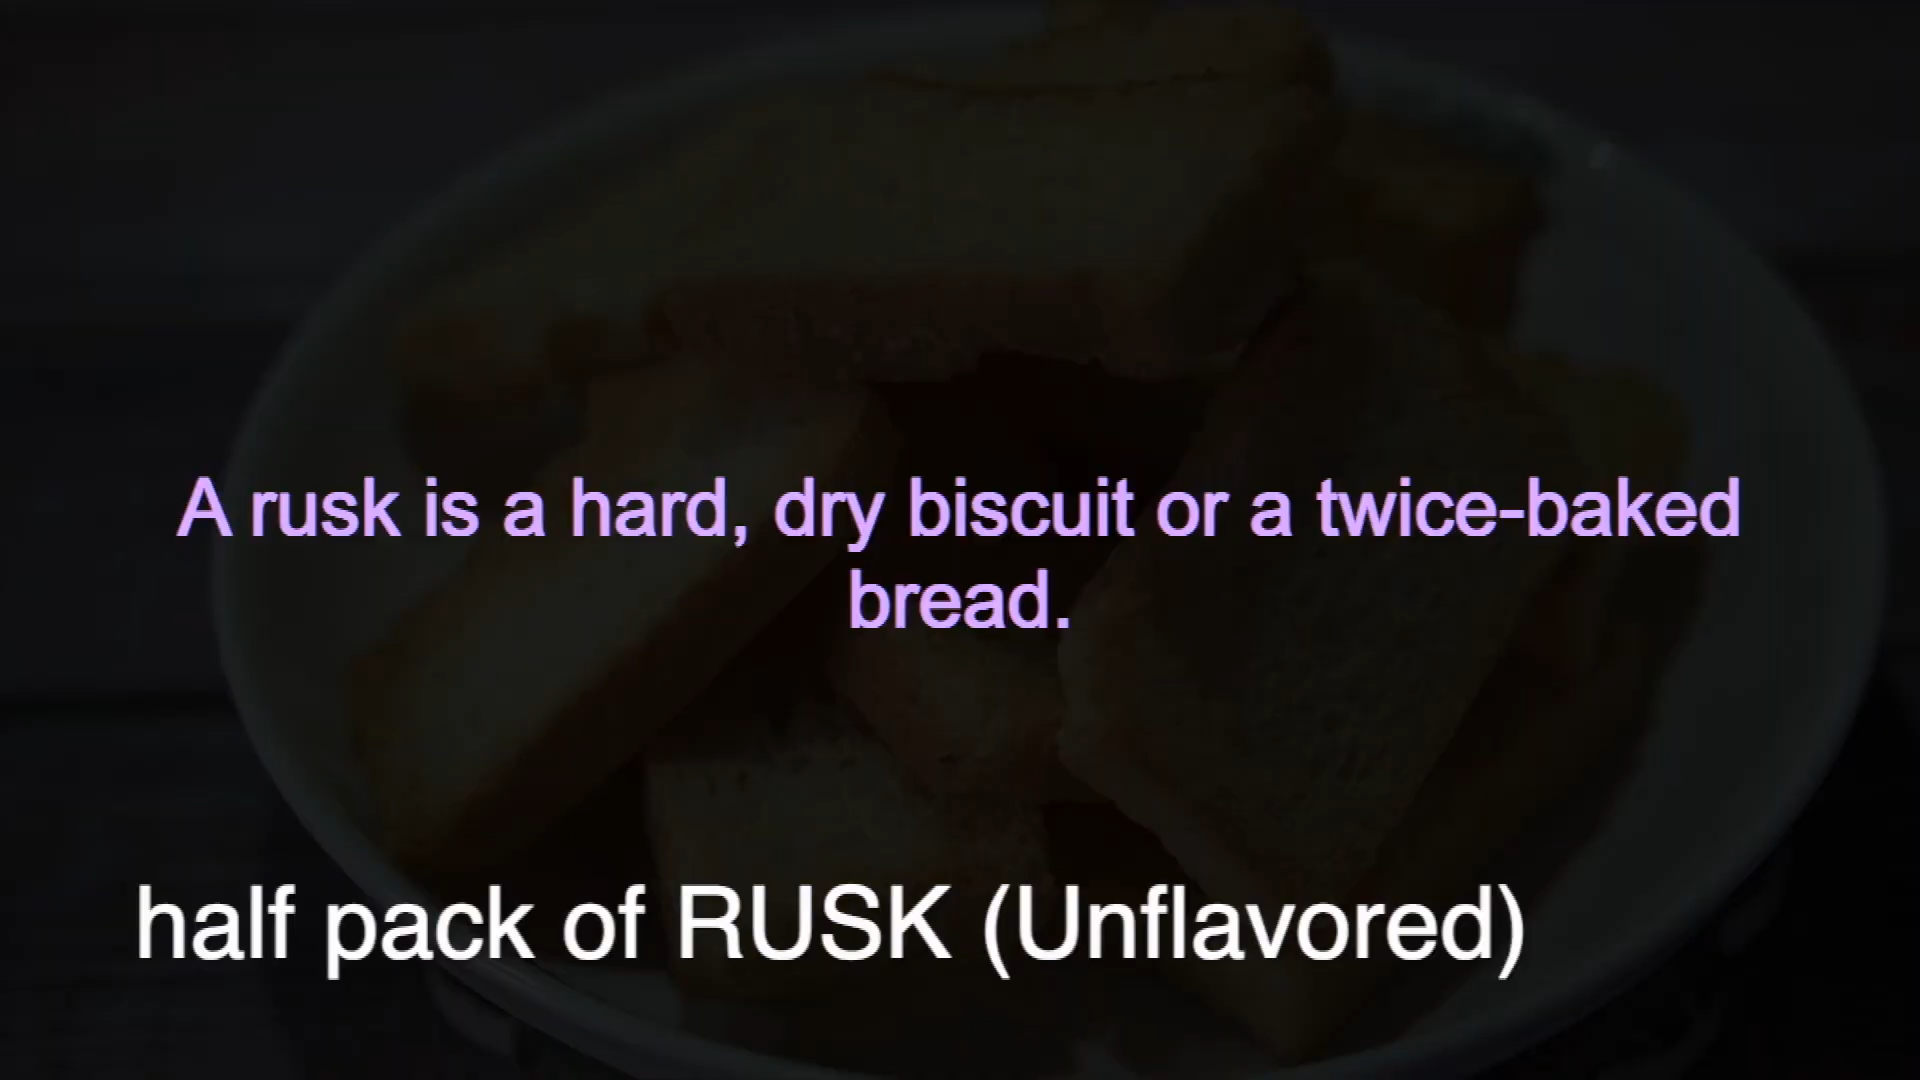 A rusk is a hard, dry biscuit or a twice-baked
bread.
half pack of RUSK (Unflavored)